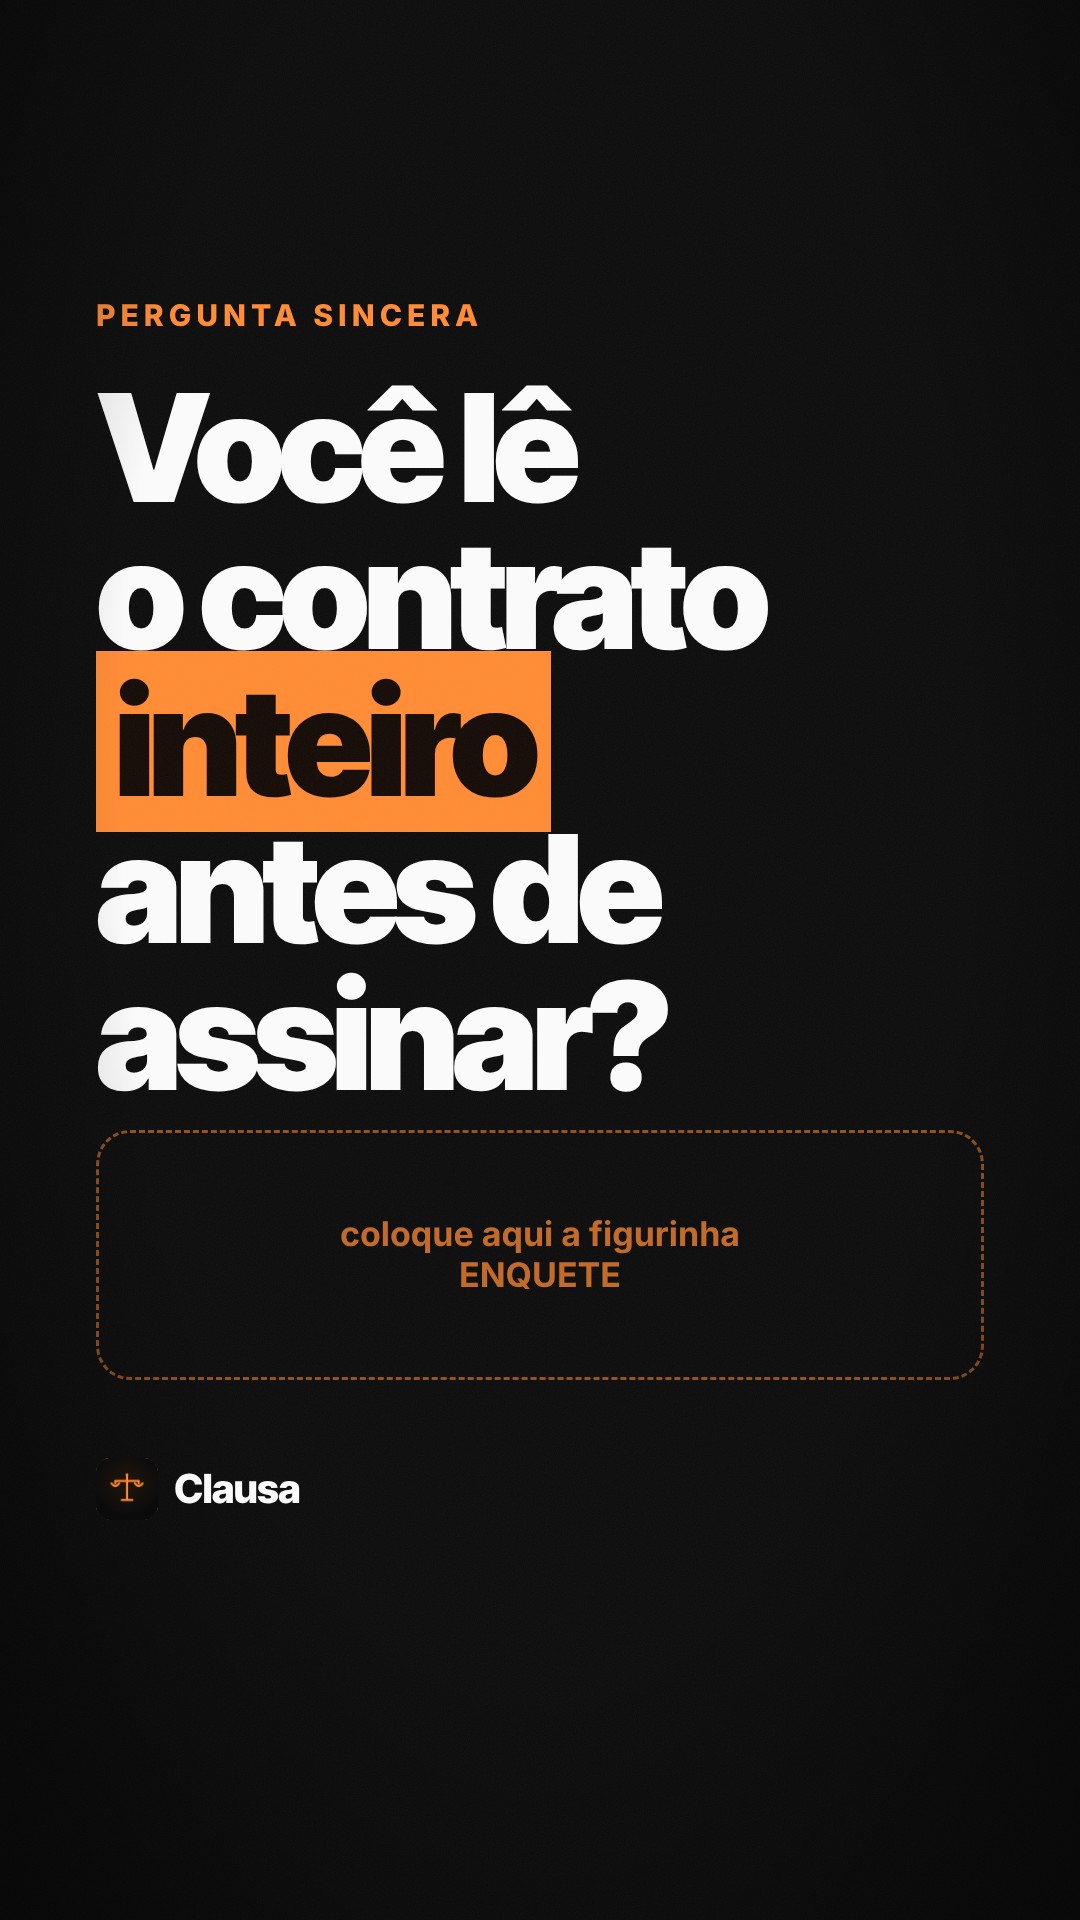 PERGUNTA SINCERA
Você lê
o contrato
inteiro
antes de
assinar?
coloque aqui a figurinha
ENQUETE
Clausa